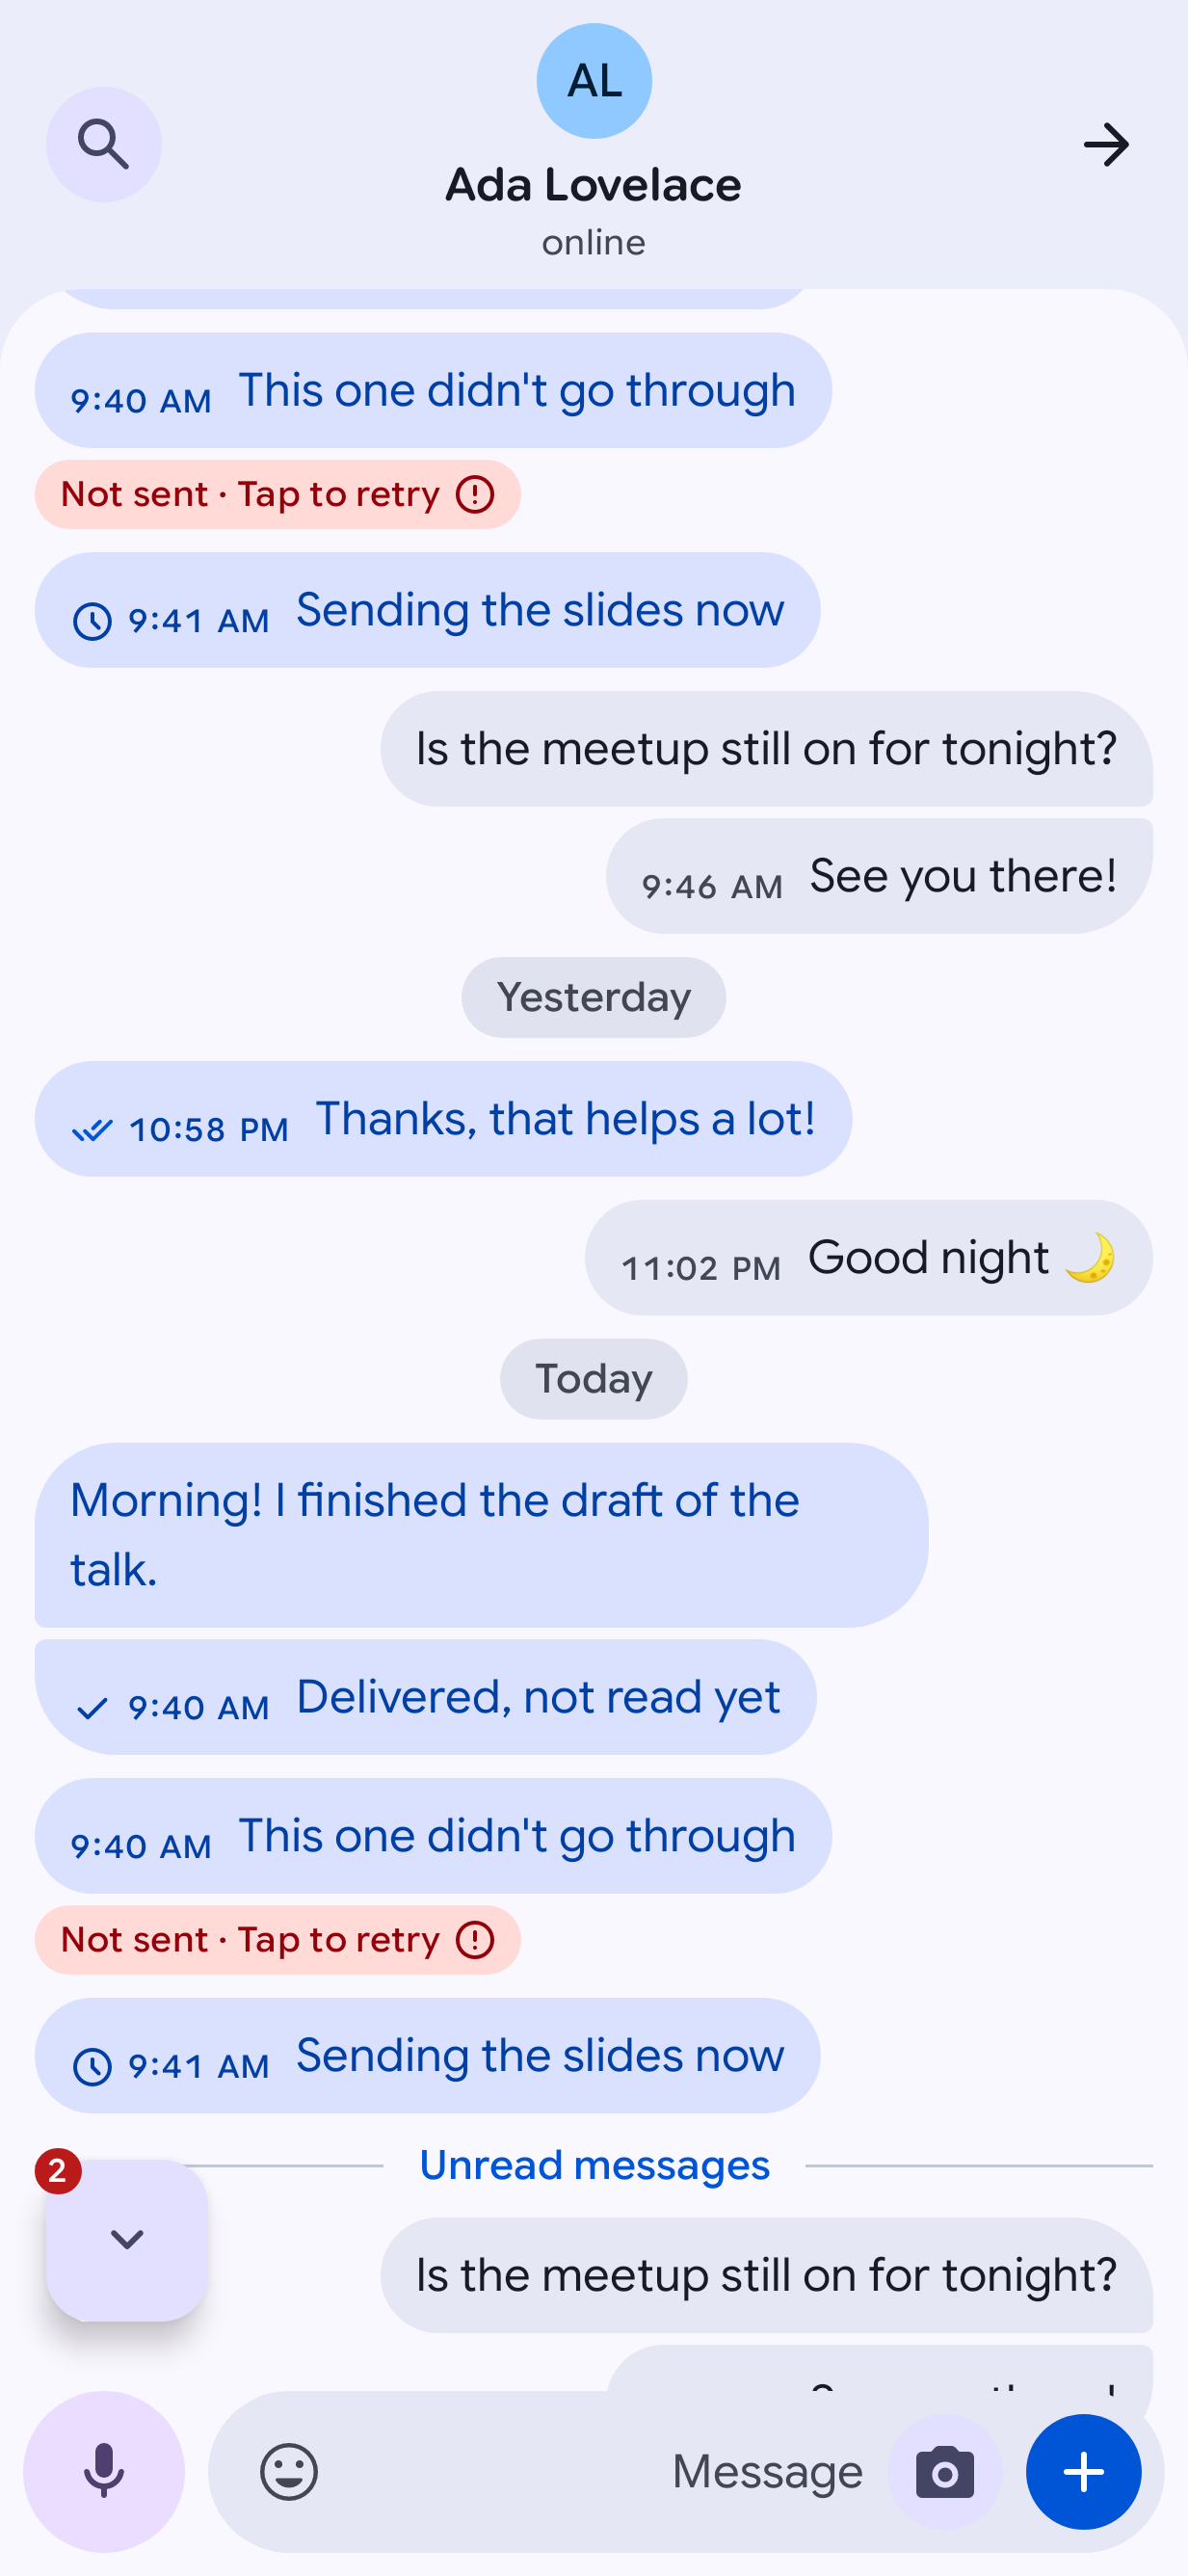 AL
Ada Lovelace
online
9:40 AM This one didn't go through
Not sent · Tap to retry
9:41 AM Sending the slides now
Is the meetup still on for tonight?
9:46 AM See you there!
Yesterday
10:58 PM Thanks, that helps a lot!
11:02 PM Good night 🌙
Today
Morning! I finished the draft of the
talk.
9:40 AM Delivered, not read yet
9:40 AM This one didn't go through
Not sent · Tap to retry
9:41 AM Sending the slides now
2
Unread messages
Is the meetup still on for tonight?
Message